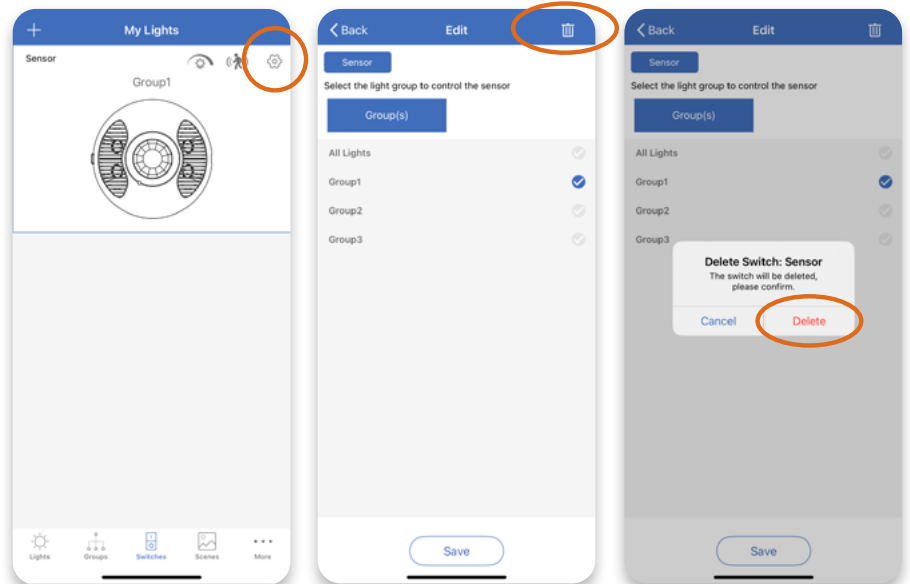 My Lights
Sensor
Group1
Lights
Groups
Switches
Scenes
More
Back
Edit
Sensor
Select the light group to control the sensor
Group(s)
All Lights
Group1
Group2
Group3
Save
Back
Edit
Sensor
Select the light group to control the sensor
Group(s)
All Lights
Group1
Group2
Group3
Delete Switch: Sensor
The switch will be deleted,
please confirm.
Cancel
Delete
Save